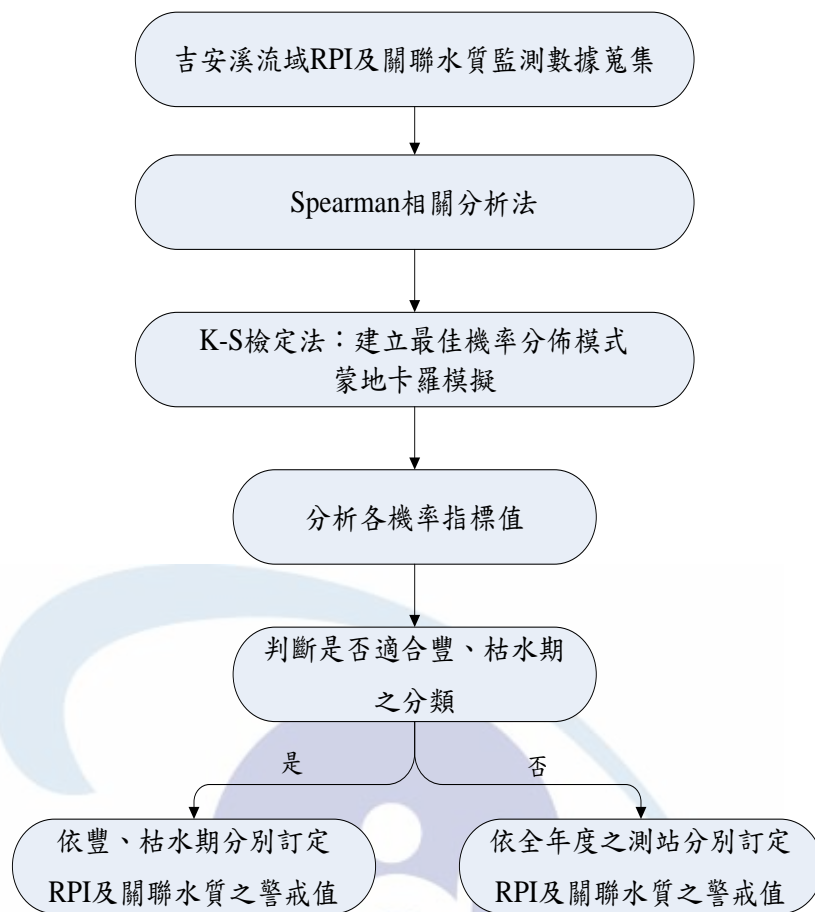 吉安溪流域RPI及關聯水質監測數據蒐集
Spearman相關分析法
K-S檢定法：建立最佳機率分佈模式
蒙地卡羅模擬
分析各機率指標值
判斷是否適合豐、枯水期
之分類
是
否
依豐、枯水期分別訂定
RPI及關聯水質之警戒值
依全年度之測站分別訂定
RPI及關聯水質之警戒值